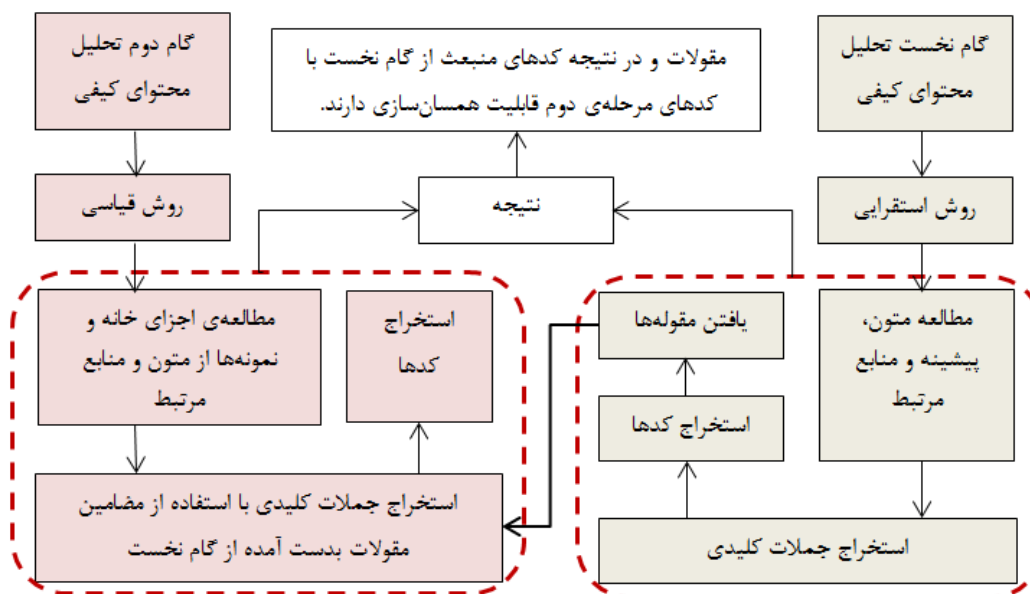 گام نخست تحلیل
محتوای کیفی
روش استقرایی
مطالعه متون،
پیشینه و منابع
مرتبط
استخراج جملات کلیدی
استخراج کدها
یافتن مقوله‌ها
مقولات و در نتیجه کدهای منبعث از گام نخست با
کدهای مرحله‌ی دوم قابلیت همسان‌سازی دارند.
نتیجه
گام دوم تحلیل
محتوای کیفی
روش قیاسی
مطالعه‌ی اجزای خانه و
نمونه‌ها از متون و منابع
مرتبط
استخراج جملات کلیدی با استفاده از مضامین
مقولات بدست آمده از گام نخست
استخراج
کدها